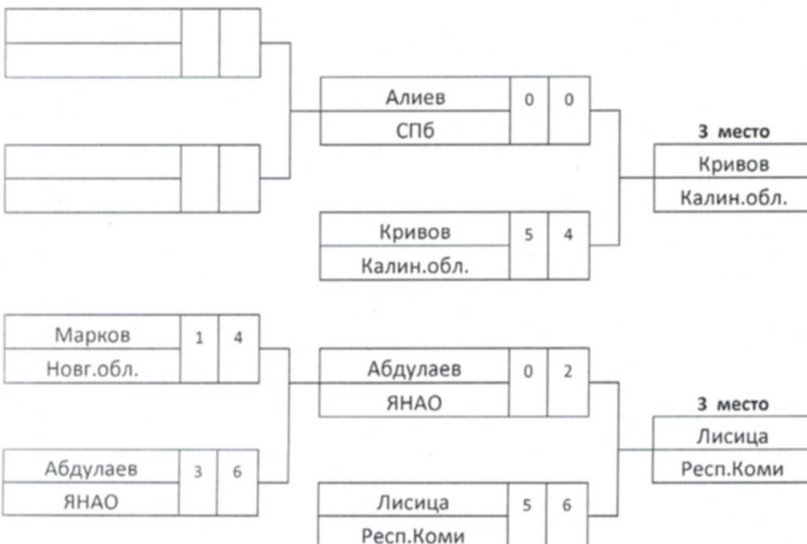 Алиев 0 0
СПб
3 место
Кривов
Калин.обл.
Кривов 5 4
Калин.обл.
Марков 1 4
Новг.обл.
Абдулаев 0 2
ЯНАО
3 место
Лисица
Респ.Коми
Абдулаев 3 6
ЯНАО
Лисица 5 6
Респ.Коми